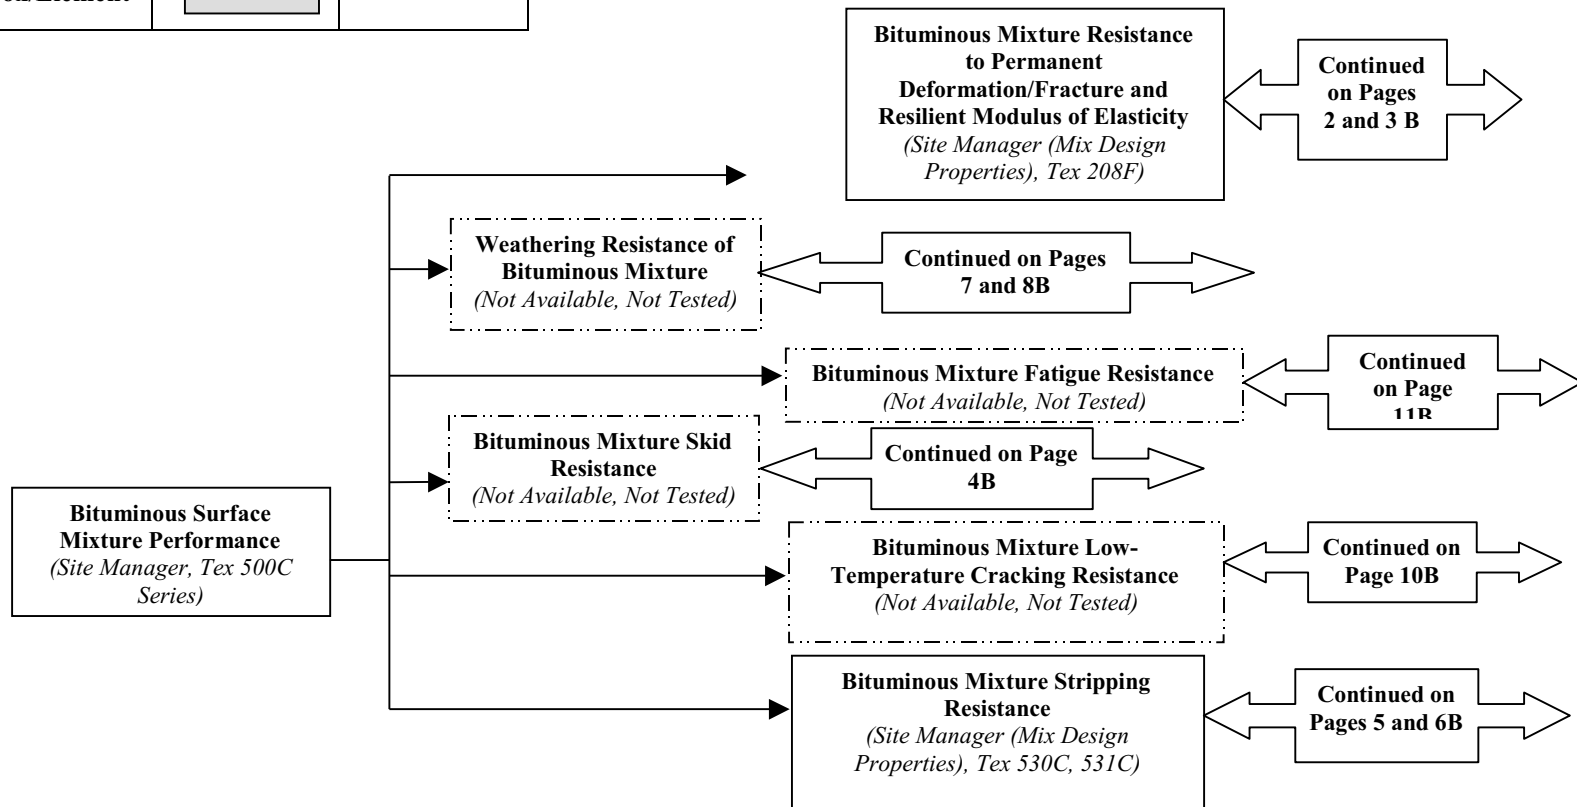 Bituminous Mixture Resistance
to Permanent
Deformation/Fracture and
Resilient Modulus of Elasticity
(Site Manager (Mix Design
Properties), Tex 208F)
Continued
on Pages
2 and 3 B
Weathering Resistance of
Bituminous Mixture
(Not Available, Not Tested)
Continued on Pages
7 and 8B
Bituminous Mixture Fatigue Resistance
(Not Available, Not Tested)
Continued
on Page
11B
Bituminous Mixture Skid
Resistance
(Not Available, Not Tested)
Continued on Page
4B
Bituminous Surface
Mixture Performance
(Site Manager, Tex 500C
Series)
Bituminous Mixture Low-
Temperature Cracking Resistance
(Not Available, Not Tested)
Continued on
Page 10B
Bituminous Mixture Stripping
Resistance
(Site Manager (Mix Design
Properties), Tex 530C, 531C)
Continued on
Pages 5 and 6B